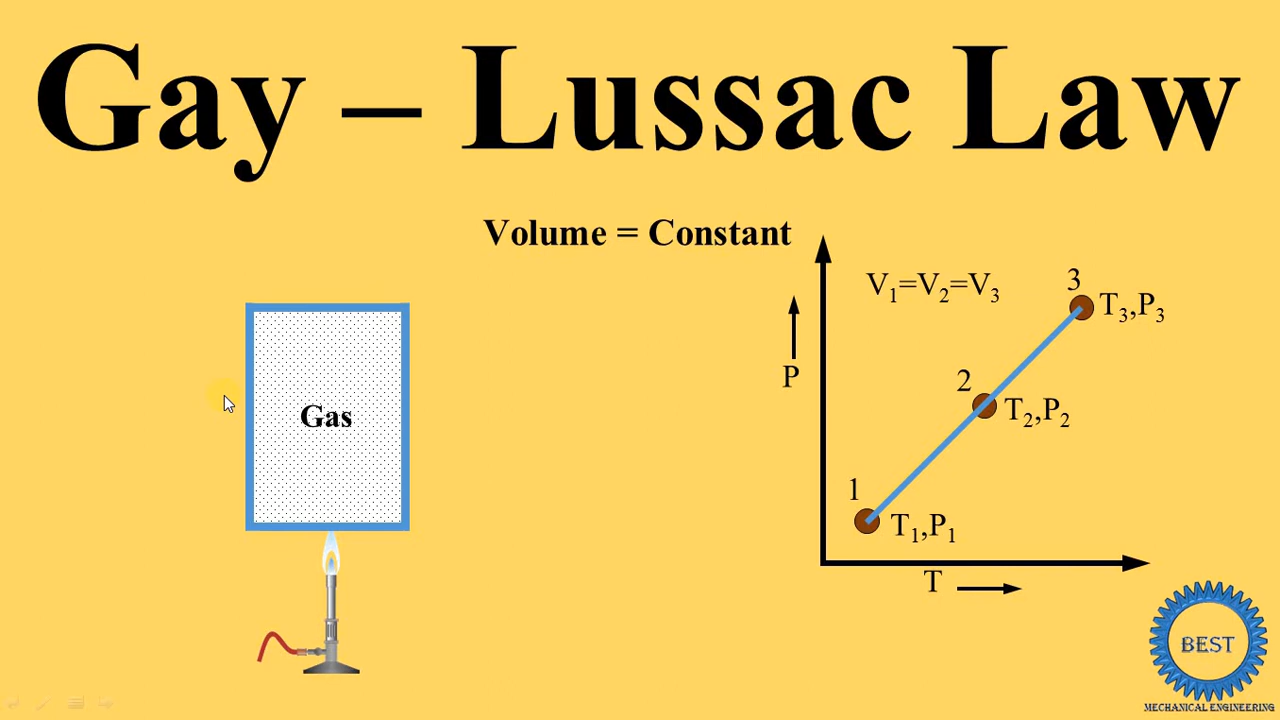 Gay – Lussac Law
Volume = Constant
V₁=V₂=V₃
3
T₃,P₃
P
2
T₂,P₂
Gas
1
T₁,P₁
T
BEST
MECHANICAL ENGINEERING